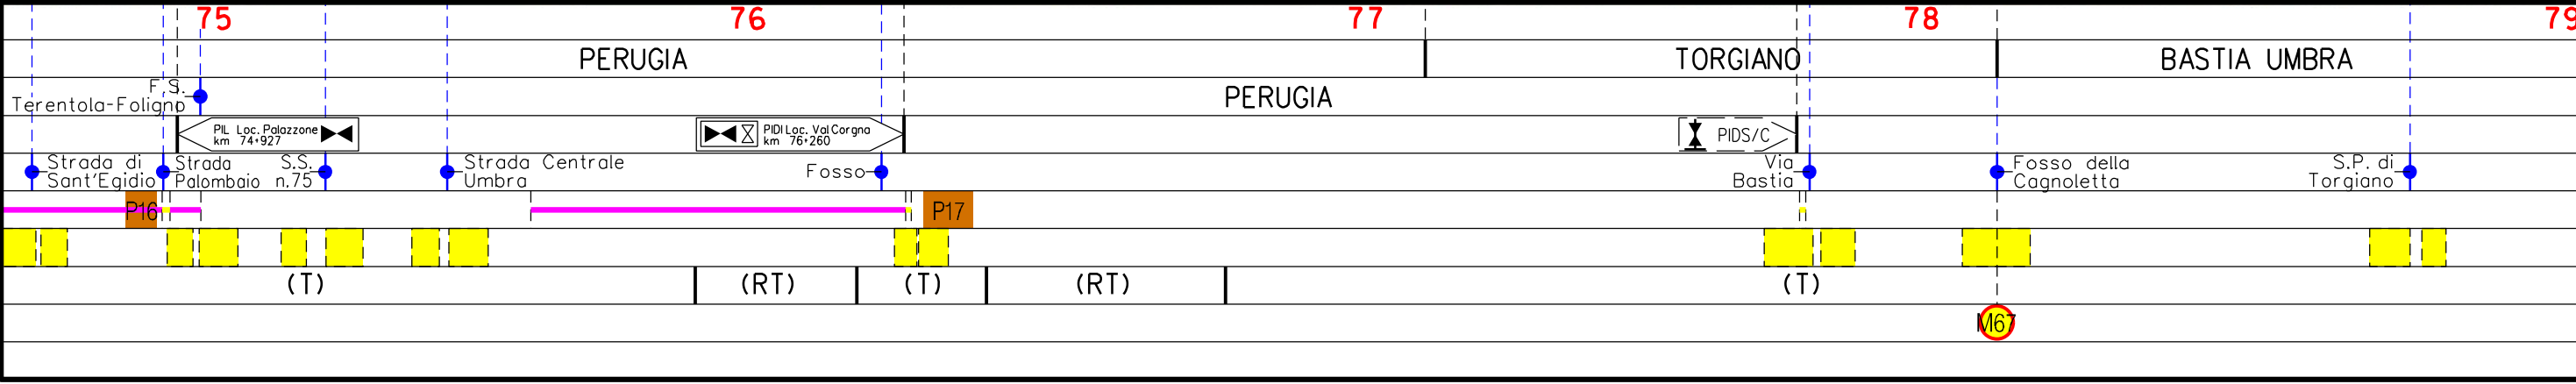 75 76 77 78 79
PERUGIA TORGIANO BASTIA UMBRA
F.S.
Terentola-Foligno
PERUGIA
PIL Loc. Palazzone
km 74+927
PIDI Loc. Val Corgna
km 76+260
PIDS/C
Strada di
Sant'Egidio
Strada
Palombaio
S.S.
n.75
Strada Centrale
Umbra
Fosso
Via
Bastia
Fosso della
Cagnoletta
S.P. di
Torgiano
P16 P17
(T) (RT) (T) (RT) (T)
M67